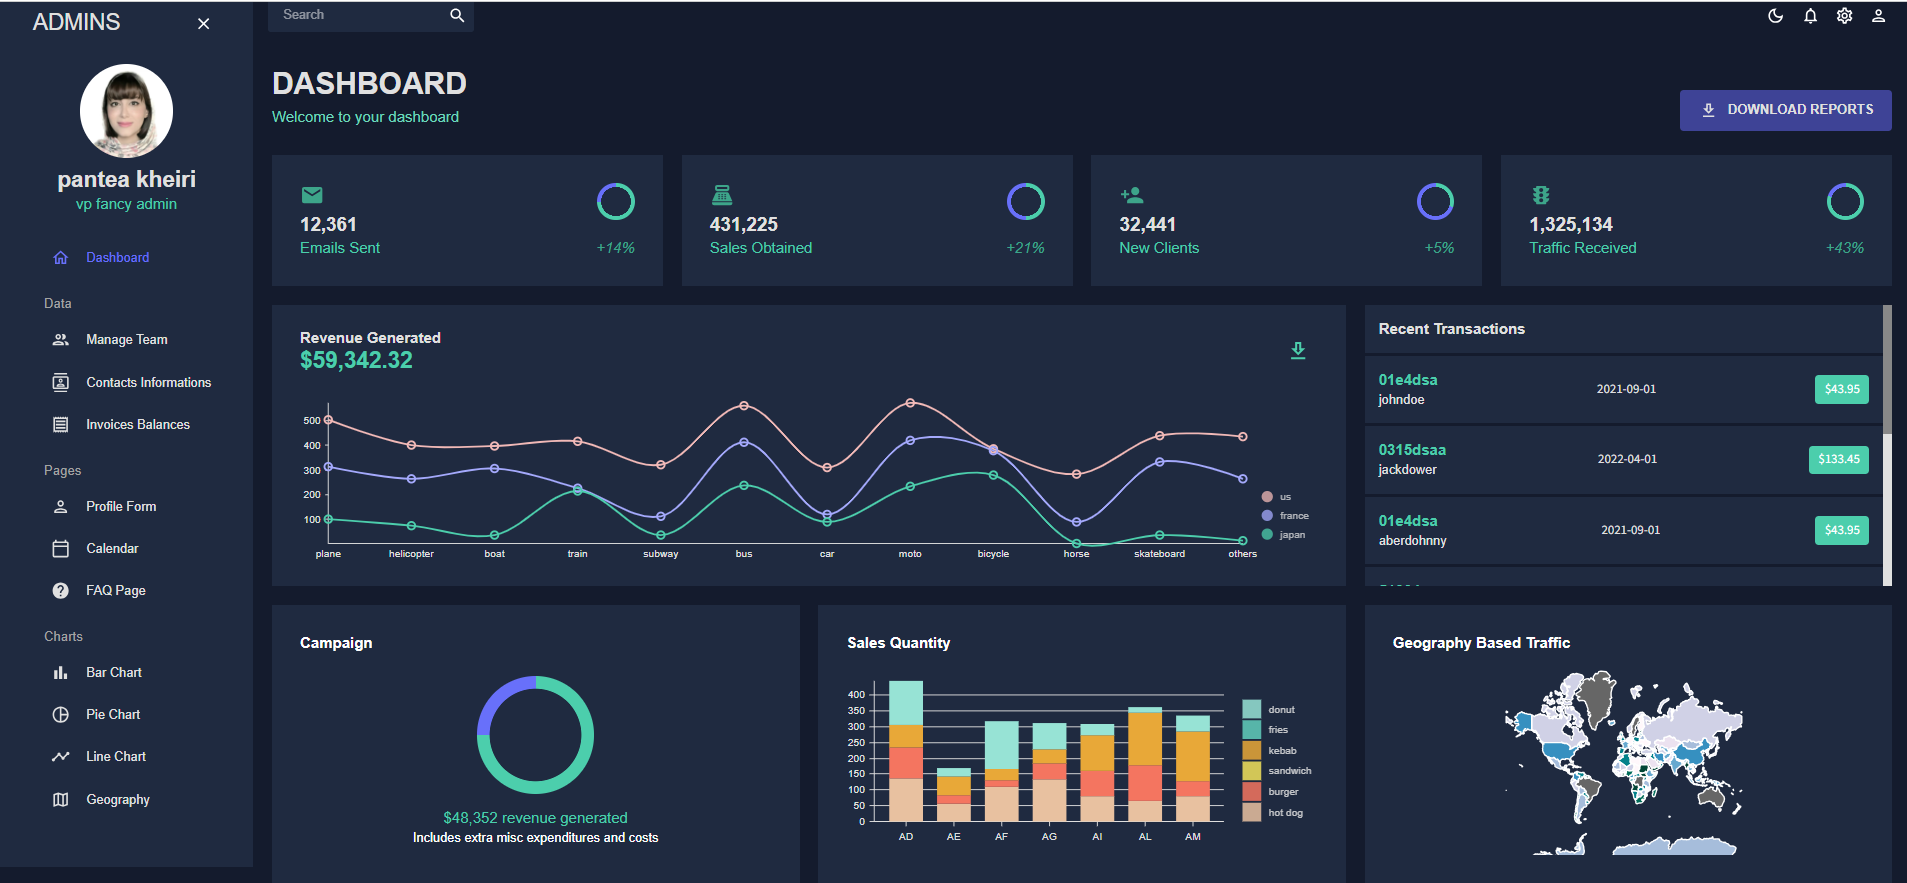 ADMINS
Search
pantea kheiri
vp fancy admin
Dashboard
Data
Manage Team
Contacts Informations
Invoices Balances
Pages
Profile Form
Calendar
FAQ Page
Charts
Bar Chart
Pie Chart
Line Chart
Geography
DASHBOARD
Welcome to your dashboard
DOWNLOAD REPORTS
12,361
Emails Sent
+14%
431,225
Sales Obtained
+21%
32,441
New Clients
+5%
1,325,134
Traffic Received
+43%
Revenue Generated
$59,342.32
500
400
300
200
100
plane helicopter boat train subway bus car moto bicycle horse skateboard others
us
france
japan
Recent Transactions
01e4dsa
johndoe
2021-09-01
$43.95
0315dsaa
jackdower
2022-04-01
$133.45
01e4dsa
aberdohnny
2021-09-01
$43.95
Campaign
$48,352 revenue generated
Includes extra misc expenditures and costs
Sales Quantity
400
350
300
250
200
150
100
50
0
AD AE AF AG AI AL AM
donut
fries
kebab
sandwich
burger
hot dog
Geography Based Traffic